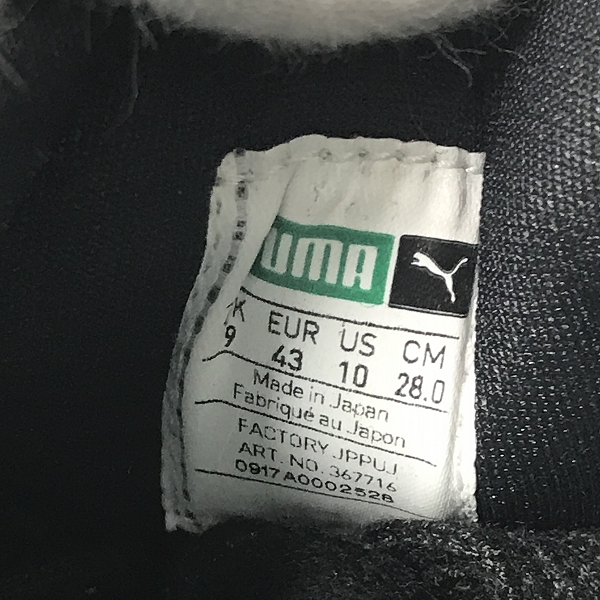 UMA
K EUR US CM
9 43 10 28.0
Made in Japan
Fabriqué au Japon
FACTORY JPPUJ
ART. NO. 367716
0917A0002528